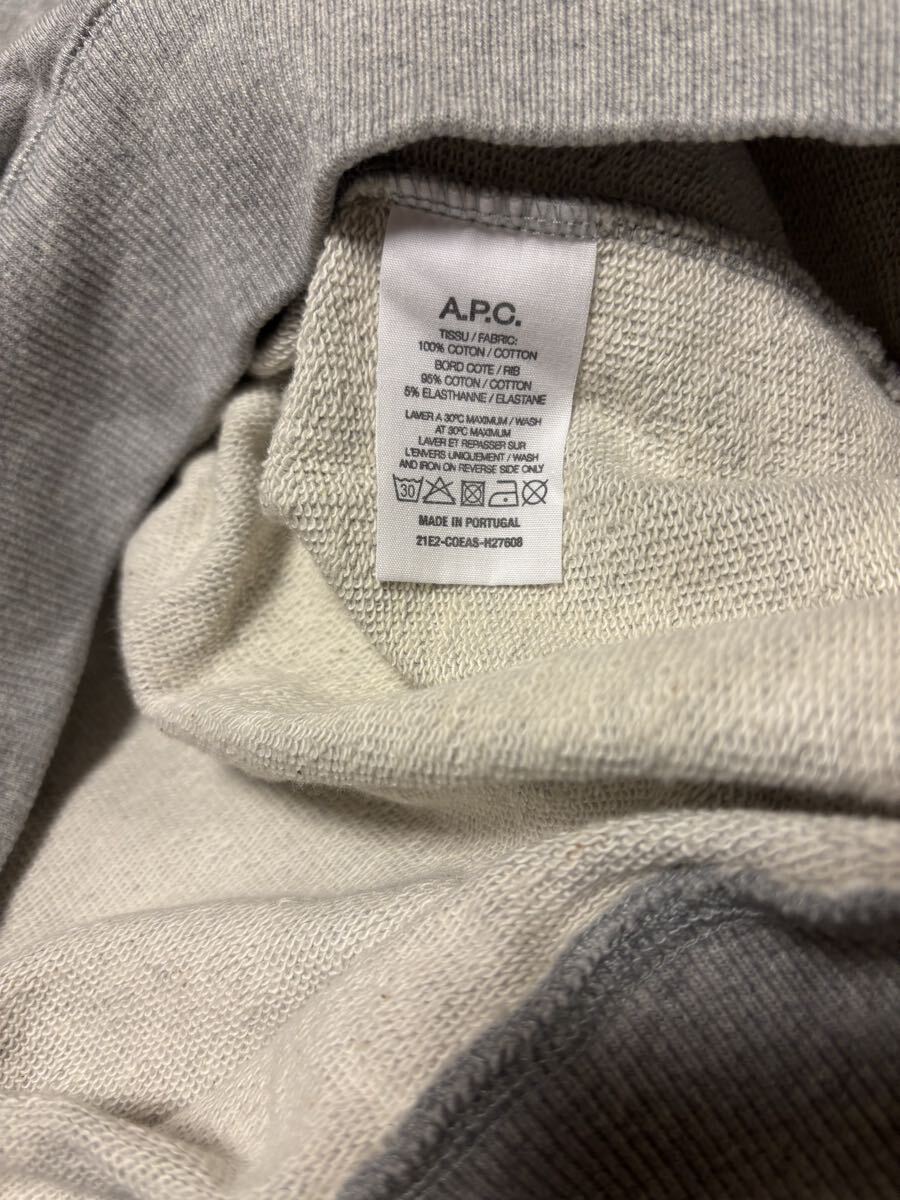 A.P.C.
TISSU / FABRIC:
100% COTON / COTTON
BORD COTE / RIB
95% COTON / COTTON
5% ELASTHANNE / ELASTANE
LAVER A 30ºC MAXIMUM / WASH
AT 30ºC MAXIMUM
LAVER ET REPASSER SUR
L'ENVERS UNIQUEMENT / WASH
AND IRON ON REVERSE SIDE ONLY
30
MADE IN PORTUGAL
21E2-COEAS-H27608